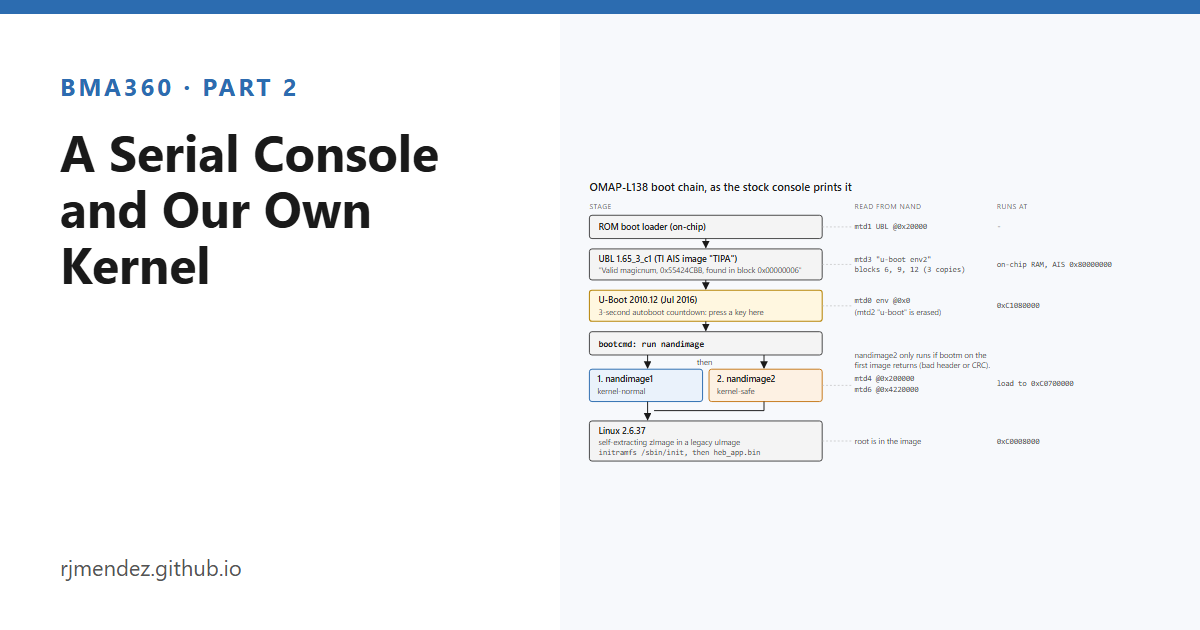 BMA360 · PART 2
A Serial Console
and Our Own
Kernel
rjmendez.github.io
OMAP-L138 boot chain, as the stock console prints it
STAGE READ FROM NAND RUNS AT
ROM boot loader (on-chip) mtd1 UBL @0x20000 -
UBL 1.65_3_c1 (TI AIS image "TIPA")
"Valid magicnum, 0x55424CBB, found in block 0x00000006"
mtd3 "u-boot env2"
blocks 6, 9, 12 (3 copies)
on-chip RAM, AIS 0x80000000
U-Boot 2010.12 (Jul 2016)
3-second autoboot countdown: press a key here
mtd0 env @0x0
(mtd2 "u-boot" is erased)
0xC1080000
bootcmd: run nandimage
then
1. nandimage1
kernel-normal
2. nandimage2
kernel-safe
nandimage2 only runs if bootm on the
first image returns (bad header or CRC).
mtd4 @0x200000
mtd6 @0x4220000
load to 0xC0700000
Linux 2.6.37
self-extracting zImage in a legacy uImage
initramfs /sbin/init, then heb_app.bin
root is in the image
0xC0008000